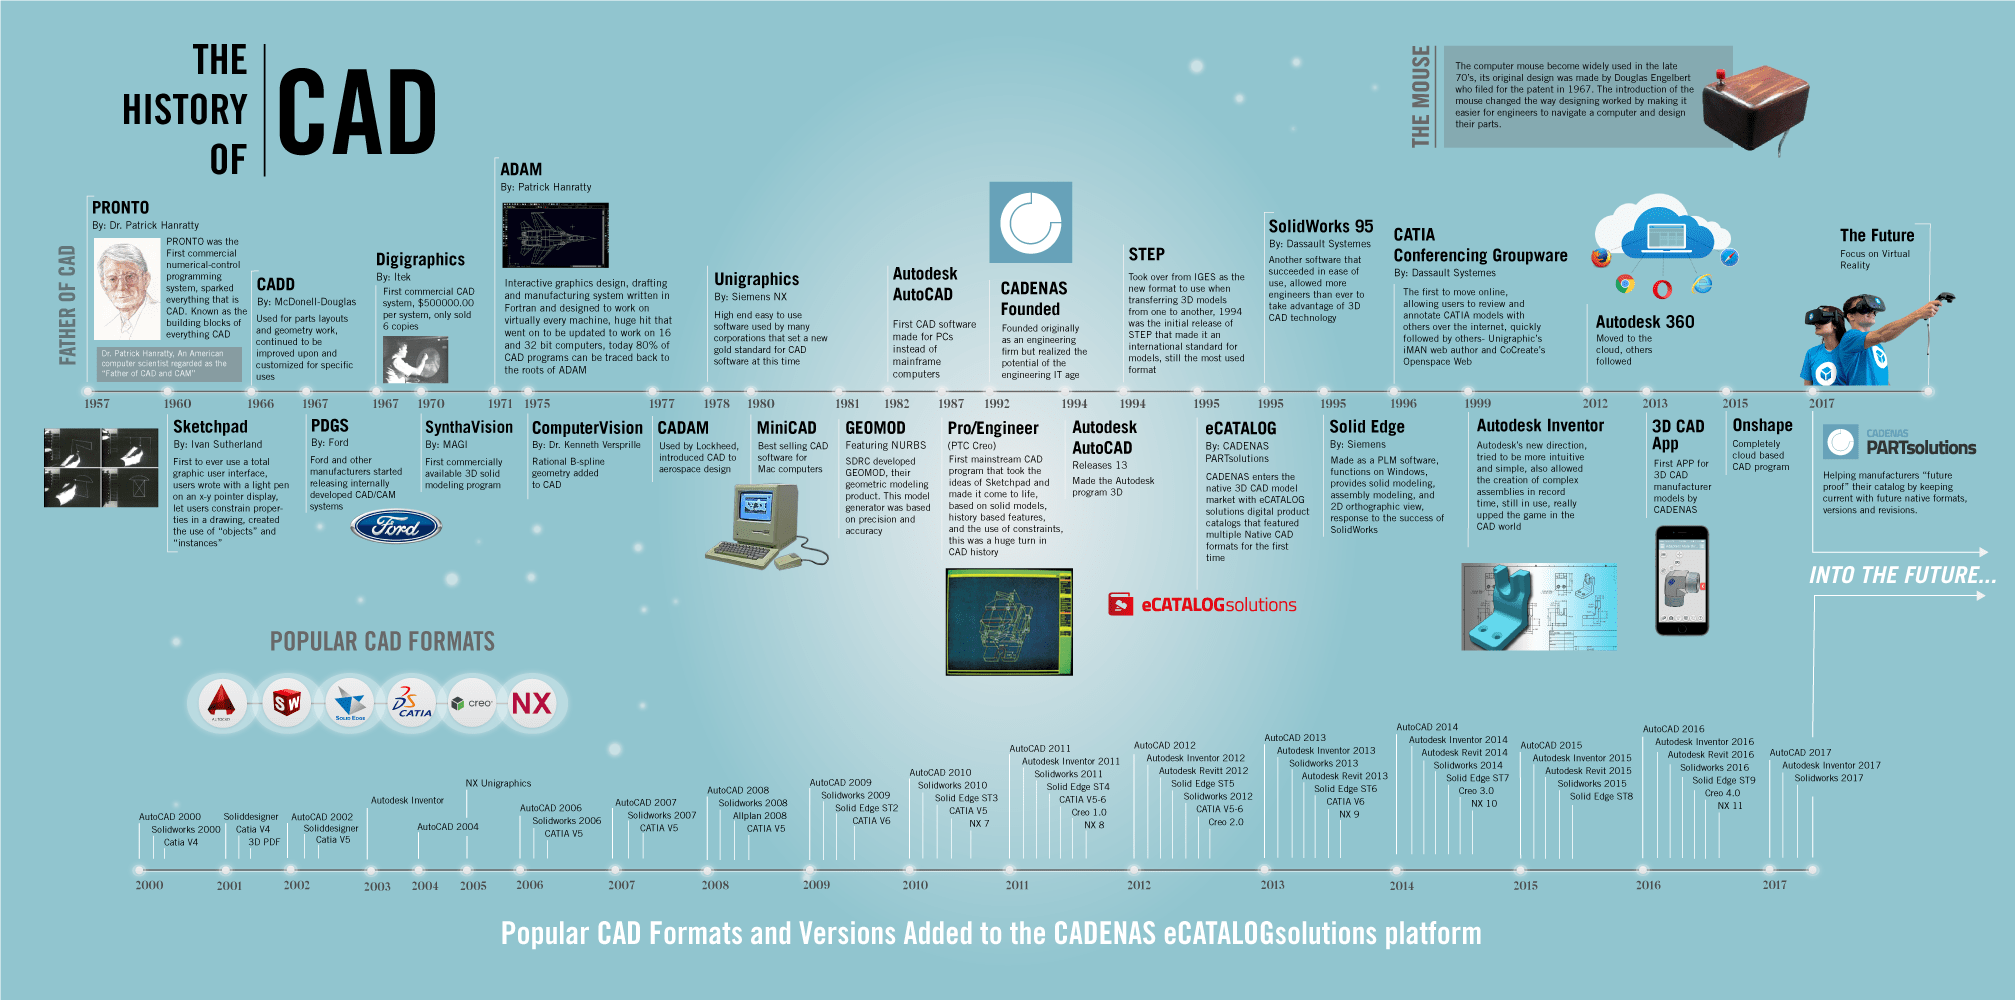 THE
HISTORY
OF
CAD
THE MOUSE
The computer mouse become widely used in the late
70's, its original design was made by Douglas Engelbert
who filed for the patent in 1967. The introduction of the
mouse changed the way designing worked by making it
easier for engineers to navigate a computer and design
their parts.
FATHER OF CAD
PRONTO
By: Dr. Patrick Hanratty
PRONTO was the
First commercial
numerical-control
programming
system, sparked
everything that is
CAD. Known as the
building blocks of
everything CAD
Dr. Patrick Hanratty, An American
computer scientist regarded as the
"Father of CAD and CAM"
CADD
By: McDonell-Douglas
Used for parts layouts
and geometry work,
continued to be
improved upon and
customized for specific
uses
Digigraphics
By: Itek
First commercial CAD
system, $500000.00
per system, only sold
6 copies
ADAM
By: Patrick Hanratty
Interactive graphics design, drafting
and manufacturing system written in
Fortran and designed to work on
virtually every machine, huge hit that
went on to be updated to work on 16
and 32 bit computers, today 80% of
CAD programs can be traced back to
the roots of ADAM
Unigraphics
By: Siemens NX
High end easy to use
software used by many
corporations that set a new
gold standard for CAD
software at this time
Autodesk
AutoCAD
First CAD software
made for PCs
instead of
mainframe
computers
CADENAS
Founded
Founded originally
as an engineering
firm but realized the
potential of the
engineering IT age
STEP
Took over from IGES as the
new format to use when
transferring 3D models
from one to another, 1994
was the initial release of
STEP that made it an
international standard for
models, still the most used
format
SolidWorks 95
By: Dassault Systemes
Another software that
succeeded in ease of
use, allowed more
engineers than ever to
take advantage of 3D
CAD technology
CATIA
Conferencing Groupware
By: Dassault Systemes
The first to move online,
allowing users to review and
annotate CATIA models with
others over the internet, quickly
followed by others- Unigraphic's
iMAN web author and CoCreate's
Openspace Web
Autodesk 360
Moved to the
cloud, others
followed
The Future
Focus on Virtual
Reality
1957 1960 1966 1967 1967 1970 1971 1975 1977 1978 1980 1981 1982 1987 1992 1994 1994 1995 1995 1995 1996 1999 2012 2013 2015 2017
Sketchpad
By: Ivan Sutherland
First to ever use a total
graphic user interface,
users wrote with a light pen
on an x-y pointer display,
let users constrain proper-
ties in a drawing, created
the use of "objects" and
"instances"
PDGS
By: Ford
Ford and other
manufacturers started
releasing internally
developed CAD/CAM
systems
Ford
SynthaVision
By: MAGI
First commercially
available 3D solid
modeling program
ComputerVision
By: Dr. Kenneth Versprille
Rational B-spline
geometry added
to CAD
CADAM
Used by Lockheed,
introduced CAD to
aerospace design
MiniCAD
Best selling CAD
software for
Mac computers
GEOMOD
Featuring NURBS
SDRC developed
GEOMOD, their
geometric modeling
product. This model
generator was based
on precision and
accuracy
Pro/Engineer
(PTC Creo)
First mainstream CAD
program that took the
ideas of Sketchpad and
made it come to life,
based on solid models,
history based features,
and the use of constraints,
this was a huge turn in
CAD history
Autodesk
AutoCAD
Releases 13
Made the Autodesk
program 3D
eCATALOG
By: CADENAS
PARTsolutions
CADENAS enters the
native 3D CAD model
market with eCATALOG
solutions digital product
catalogs that featured
multiple Native CAD
formats for the first
time
eCATALOGsolutions
Solid Edge
By: Siemens
Made as a PLM software,
functions on Windows,
provides solid modeling,
assembly modeling, and
2D orthographic view,
response to the success of
SolidWorks
Autodesk Inventor
Autodesk's new direction,
tried to be more intuitive
and simple, also allowed
the creation of complex
assemblies in record
time, still in use, really
upped the game in the
CAD world
3D CAD
App
First APP for
3D CAD
manufacturer
models by
CADENAS
Onshape
Completely
cloud based
CAD program
CADENAS
PARTsolutions
Helping manufacturers "future
proof" their catalog by keeping
current with future native formats,
versions and revisions.
INTO THE FUTURE...
POPULAR CAD FORMATS
AUTOCAD
SW
SOLID EDGE
CATIA
creo
NX
AutoCAD 2000
Solidworks 2000
Catia V4
Soliddesigner
Catia V4
3D PDF
AutoCAD 2002
Soliddesigner
Catia V5
Autodesk Inventor
AutoCAD 2004
NX Unigraphics
AutoCAD 2006
Solidworks 2006
CATIA V5
AutoCAD 2007
Solidworks 2007
CATIA V5
AutoCAD 2008
Solidworks 2008
Allplan 2008
CATIA V5
AutoCAD 2009
Solidworks 2009
Solid Edge ST2
CATIA V6
AutoCAD 2010
Solidworks 2010
Solid Edge ST3
CATIA V5
NX 7
AutoCAD 2011
Autodesk Inventor 2011
Solidworks 2011
Solid Edge ST4
CATIA V5-6
Creo 1.0
NX 8
AutoCAD 2012
Autodesk Inventor 2012
Autodesk Revitt 2012
Solid Edge ST5
Solidworks 2012
CATIA V5-6
Creo 2.0
AutoCAD 2013
Autodesk Inventor 2013
Solidworks 2013
Autodesk Revit 2013
Solid Edge ST6
CATIA V6
NX 9
AutoCAD 2014
Autodesk Inventor 2014
Autodesk Revit 2014
Solidworks 2014
Solid Edge ST7
Creo 3.0
NX 10
AutoCAD 2015
Autodesk Inventor 2015
Autodesk Revit 2015
Solidworks 2015
Solid Edge ST8
AutoCAD 2016
Autodesk Inventor 2016
Autodesk Revit 2016
Solidworks 2016
Solid Edge ST9
Creo 4.0
NX 11
AutoCAD 2017
Autodesk Inventor 2017
Solidworks 2017
2000 2001 2002 2003 2004 2005 2006 2007 2008 2009 2010 2011 2012 2013 2014 2015 2016 2017
Popular CAD Formats and Versions Added to the CADENAS eCATALOGsolutions platform